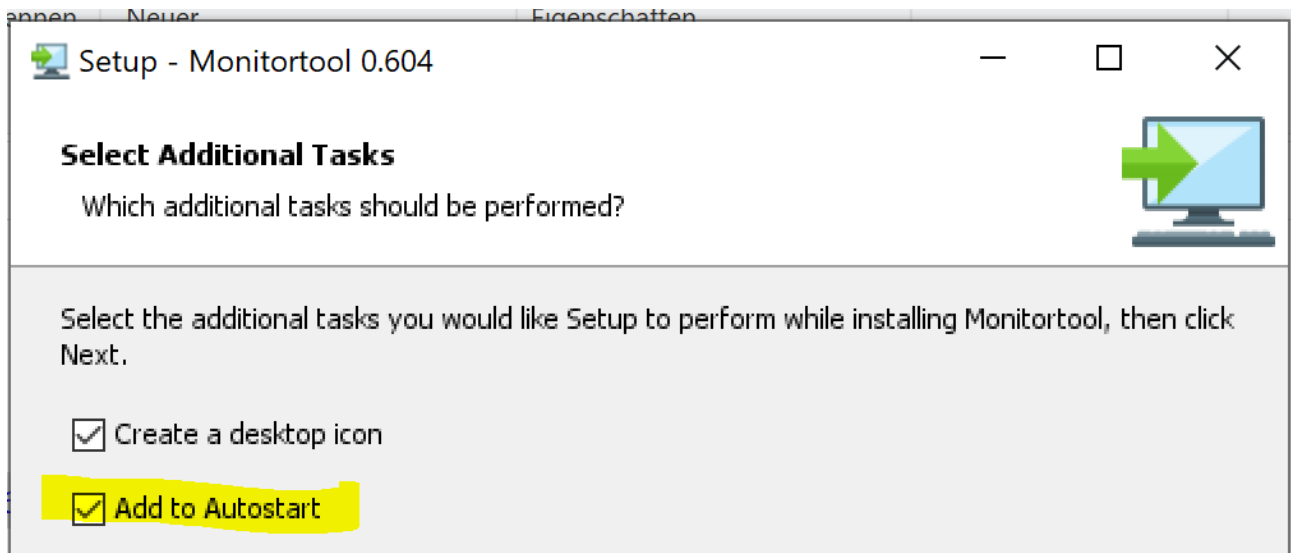 Neuer
Eigenschatten
Setup - Monitortool 0.604
Select Additional Tasks
Which additional tasks should be performed?
Select the additional tasks you would like Setup to perform while installing Monitortool, then click
Next.
Create a desktop icon
Add to Autostart